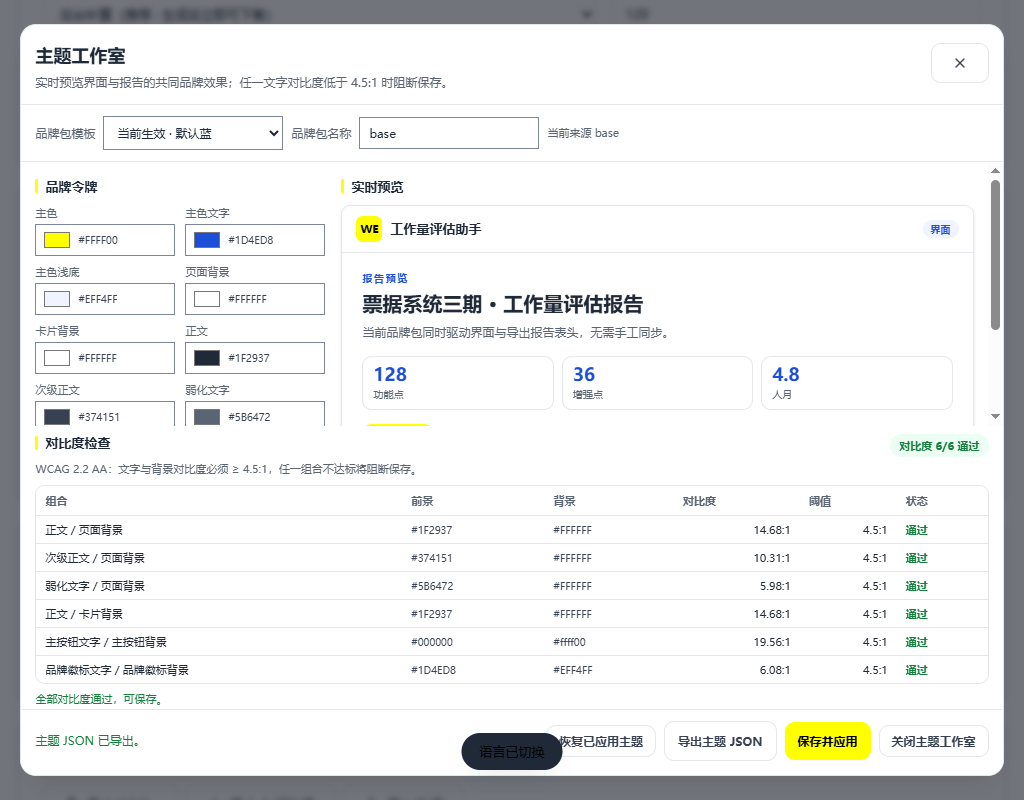 主题工作室
实时预览界面与报告的共同品牌效果；任一文字对比度低于 4.5:1 时阻断保存。
品牌包模板 当前生效 · 默认蓝 品牌包名称 base 当前来源 base
品牌令牌
主色 主色文字
#FFFF00 #1D4ED8
主色浅底 页面背景
#EFF4FF #FFFFFF
卡片背景 正文
#FFFFFF #1F2937
次级正文 弱化文字
#374151 #5B6472
实时预览
WE 工作量评估助手 界面
报告预览
票据系统三期 · 工作量评估报告
当前品牌包同时驱动界面与导出报告表头，无需手工同步。
128 36 4.8
功能点 增强点 人月
对比度检查 对比度 6/6 通过
WCAG 2.2 AA：文字与背景对比度必须 ≥ 4.5:1，任一组合不达标将阻断保存。
组合 前景 背景 对比度 阈值 状态
正文 / 页面背景 #1F2937 #FFFFFF 14.68:1 4.5:1 通过
次级正文 / 页面背景 #374151 #FFFFFF 10.31:1 4.5:1 通过
弱化文字 / 页面背景 #5B6472 #FFFFFF 5.98:1 4.5:1 通过
正文 / 卡片背景 #1F2937 #FFFFFF 14.68:1 4.5:1 通过
主按钮文字 / 主按钮背景 #000000 #ffff00 19.56:1 4.5:1 通过
品牌徽标文字 / 品牌徽标背景 #1D4ED8 #EFF4FF 6.08:1 4.5:1 通过
全部对比度通过，可保存。
主题 JSON 已导出。 语言已切换 恢复已应用主题 导出主题 JSON 保存并应用 关闭主题工作室